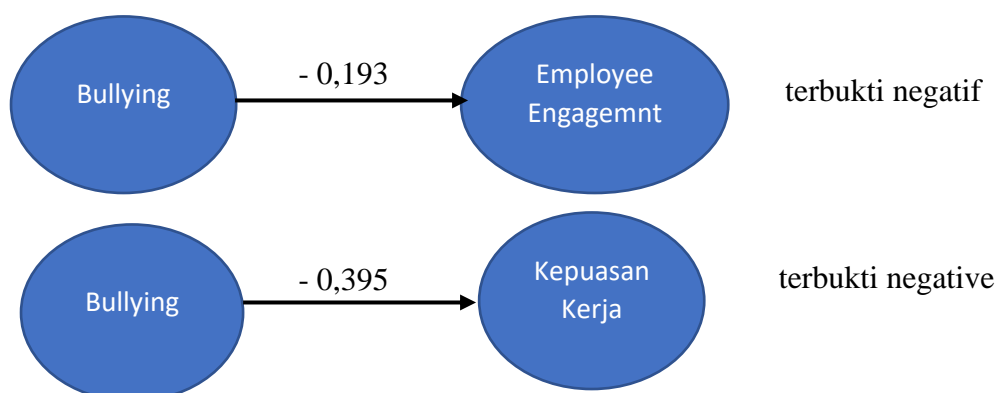 Bullying
- 0,193
Employee
Engagemnt
terbukti negatif
Bullying
- 0,395
Kepuasan
Kerja
terbukti negative